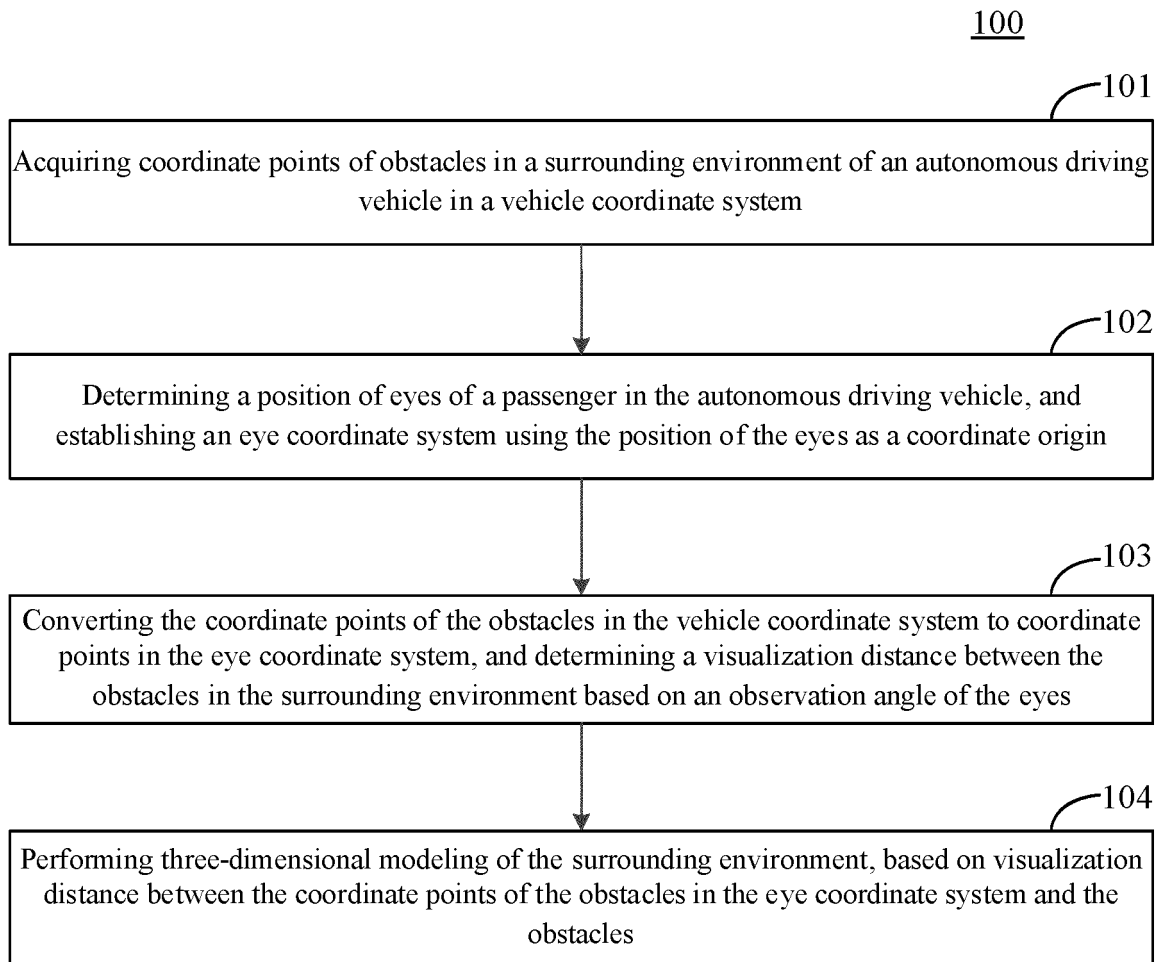 100
101
Acquiring coordinate points of obstacles in a surrounding environment of an autonomous driving
vehicle in a vehicle coordinate system
102
Determining a position of eyes of a passenger in the autonomous driving vehicle, and
establishing an eye coordinate system using the position of the eyes as a coordinate origin
103
Converting the coordinate points of the obstacles in the vehicle coordinate system to coordinate
points in the eye coordinate system, and determining a visualization distance between the
obstacles in the surrounding environment based on an observation angle of the eyes
104
Performing three-dimensional modeling of the surrounding environment, based on visualization
distance between the coordinate points of the obstacles in the eye coordinate system and the
obstacles